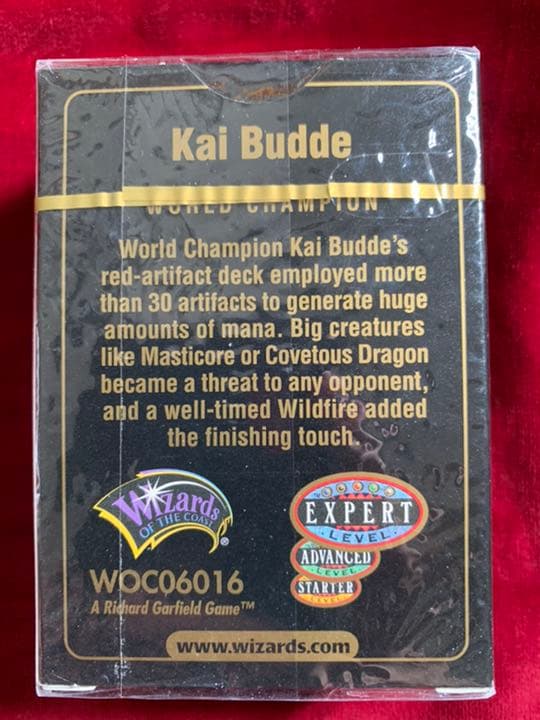 Kai Budde
WORLD CHAMPION
World Champion Kai Budde's
red-artifact deck employed more
than 30 artifacts to generate huge
amounts of mana. Big creatures
like Masticore or Covetous Dragon
became a threat to any opponent,
and a well-timed Wildfire added
the finishing touch.
Wizards
OF THE COAST
®
EXPERT
LEVEL
ADVANCED
LEVEL
STARTER
LEVEL
WOC06016
A Richard Garfield Game™
www.wizards.com